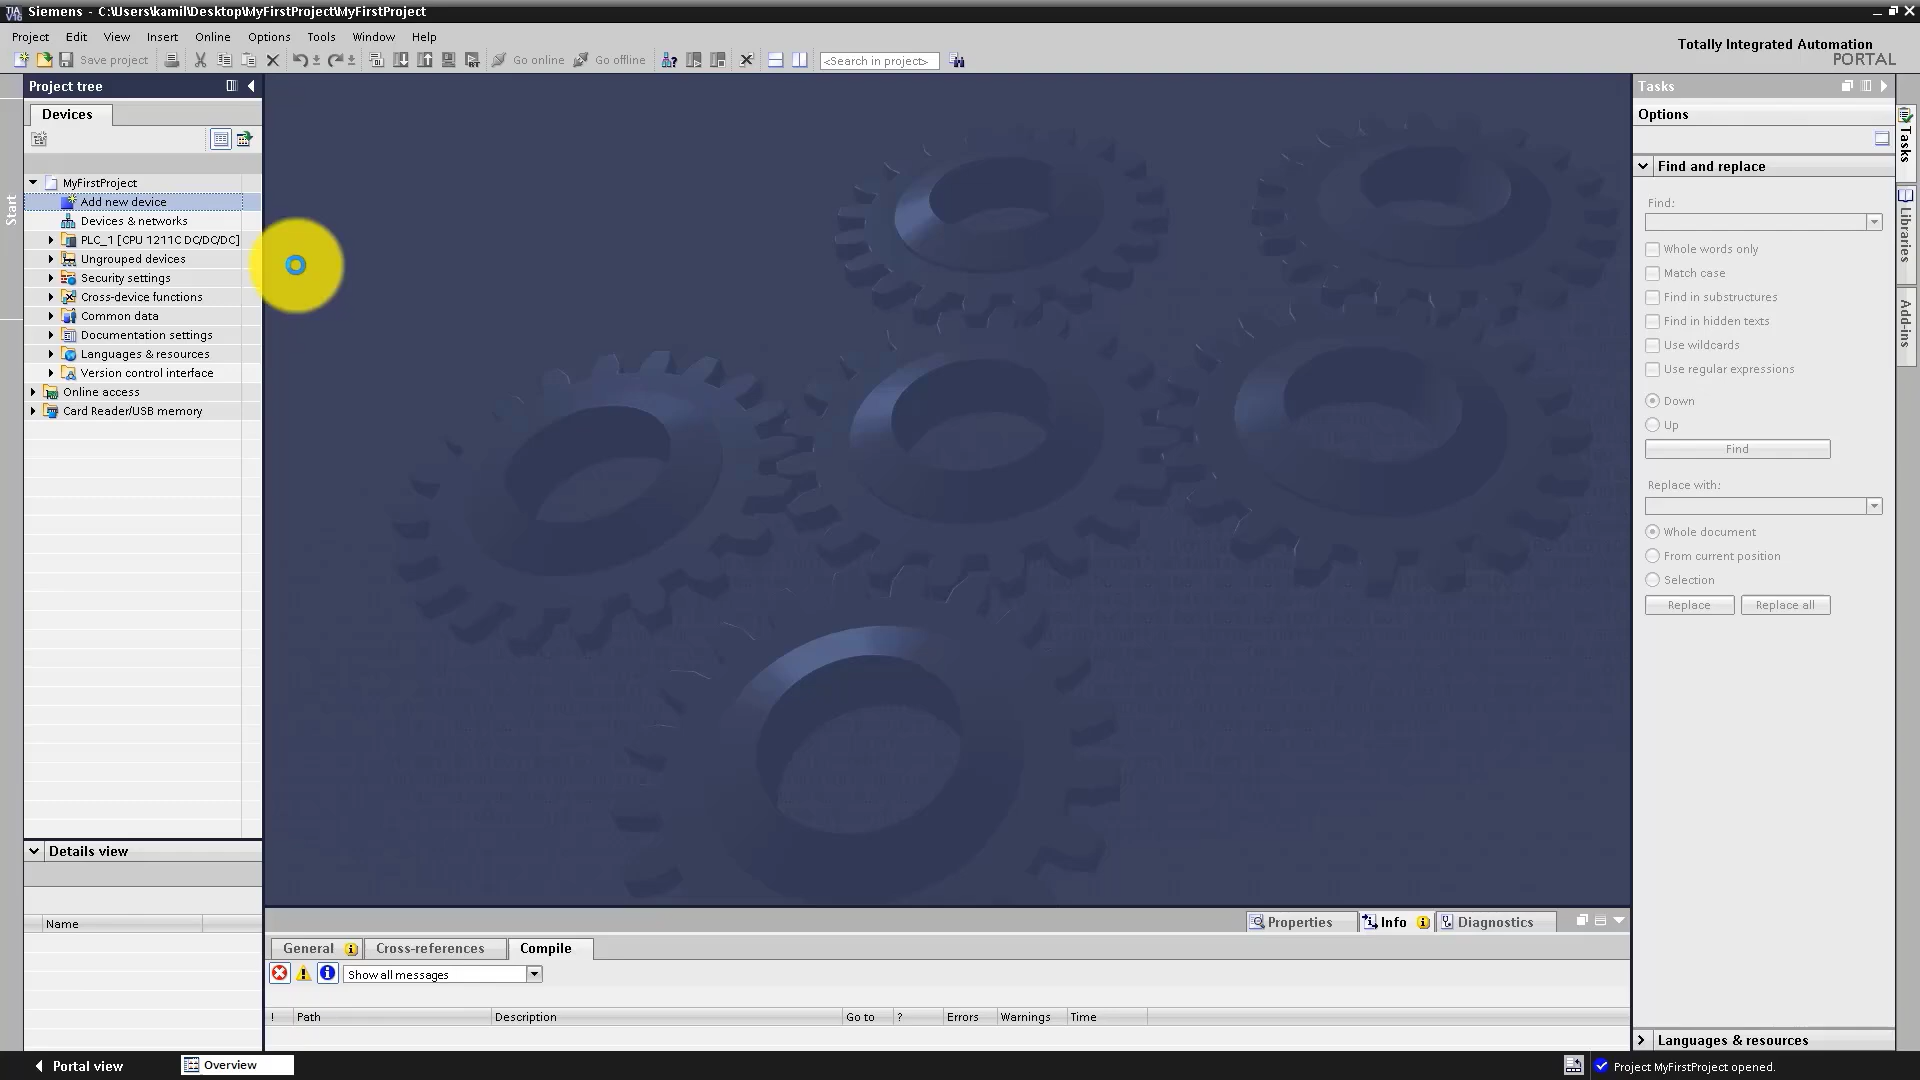 TIA V16 Siemens - C:\Users\kamil\Desktop\MyFirstProject\MyFirstProject
Project Edit View Insert Online Options Tools Window Help
Totally Integrated Automation
PORTAL
Save project Go online Go offline <Search in project>
Project tree
Devices
Start
MyFirstProject
Add new device
Devices & networks
PLC_1 [CPU 1211C DC/DC/DC]
Ungrouped devices
Security settings
Cross-device functions
Common data
Documentation settings
Languages & resources
Version control interface
Online access
Card Reader/USB memory
Details view
Name
Tasks
Options
Find and replace
Find:
Whole words only
Match case
Find in substructures
Find in hidden texts
Use wildcards
Use regular expressions
Down
Up
Find
Replace with:
Whole document
From current position
Selection
Replace Replace all
Languages & resources
Tasks
Libraries
Add-ins
Properties Info Diagnostics
General Cross-references Compile
Show all messages
! Path Description Go to ? Errors Warnings Time
Portal view Overview
Project MyFirstProject opened.